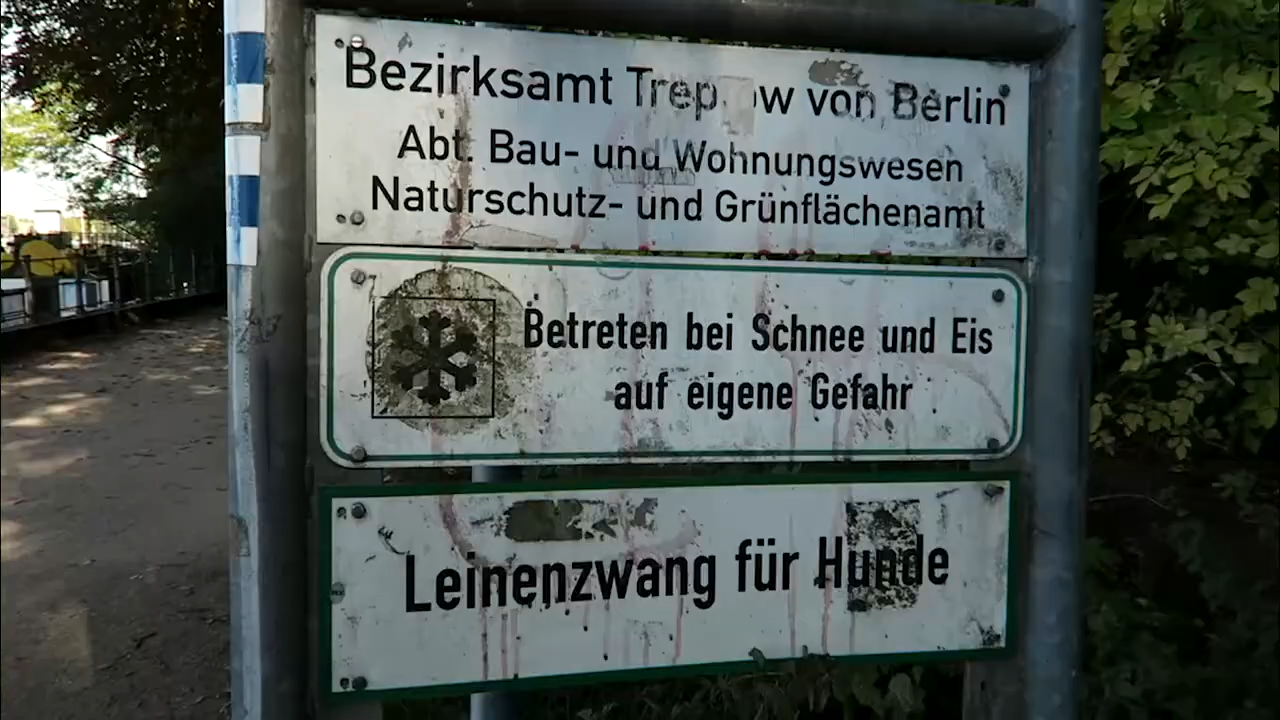 Bezirksamt Treptow von Berlin
Abt. Bau- und Wohnungswesen
Naturschutz- und Grünflächenamt
Betreten bei Schnee und Eis
auf eigene Gefahr
Leinenzwang für Hunde